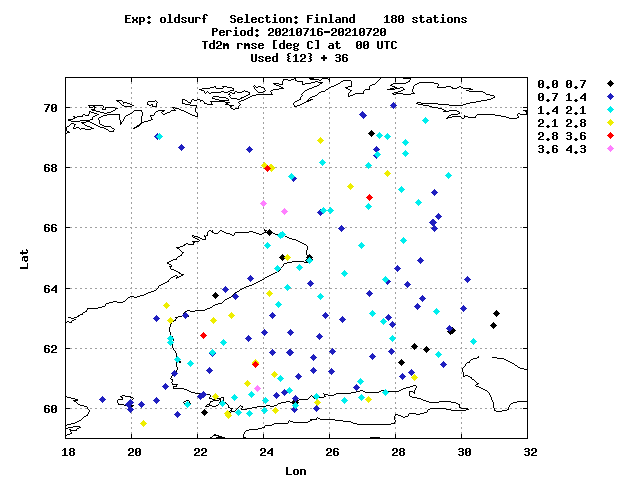 Exp: oldsurf   Selection: Finland    180 stations
Period: 20210716-20210720
Td2m rmse [deg C] at  00 UTC
Used {12} + 36
0.0 0.7
0.7 1.4
1.4 2.1
2.1 2.8
2.8 3.6
3.6 4.3
70
68
66
64
62
60
Lat
18 20 22 24 26 28 30 32
Lon